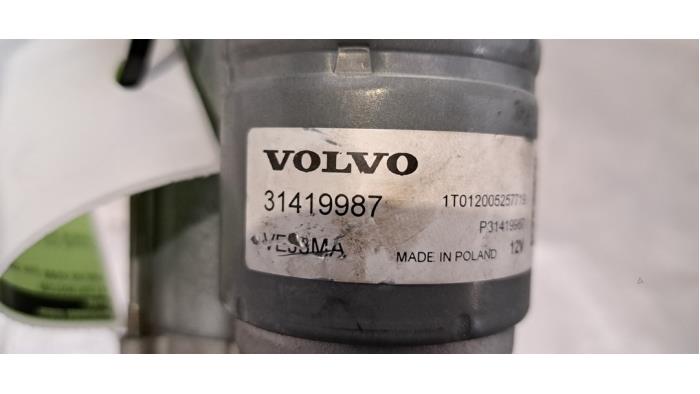 VOLVO
31419987
1T012005257719
P31419987
MADE IN POLAND 12V